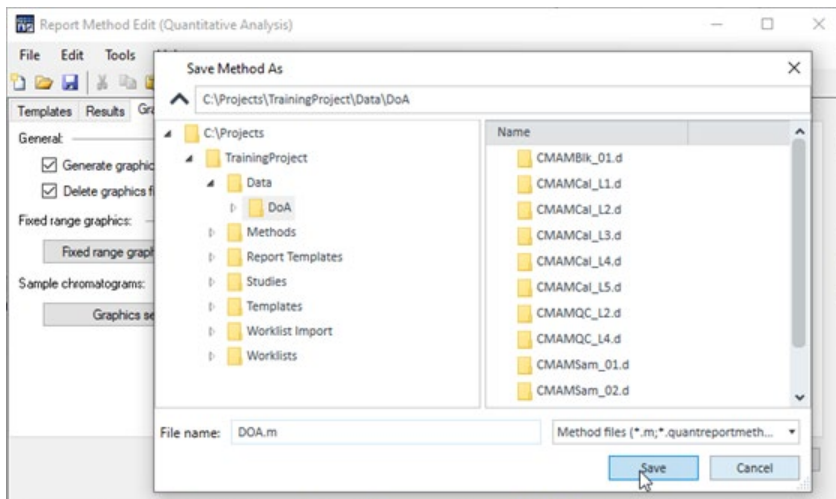 Report Method Edit (Quantitative Analysis)
File Edit Tools
Templates Results Gra
General:
Generate graphic
Delete graphics f
Fixed range graphics:
Fixed range graph
Sample chromatograms:
Graphics se
Save Method As
C:\Projects\TrainingProject\Data\DoA
C:\Projects
TrainingProject
Data
DoA
Methods
Report Templates
Studies
Templates
Worklist Import
Worklists
Name
CMAMBlk_01.d
CMAMCal_L1.d
CMAMCal_L2.d
CMAMCal_L3.d
CMAMCal_L4.d
CMAMCal_L5.d
CMAMQC_L2.d
CMAMQC_L4.d
CMAMSam_01.d
CMAMSam_02.d
File name: DOA.m
Method files (*.m;*.quantreportmeth...
Save Cancel